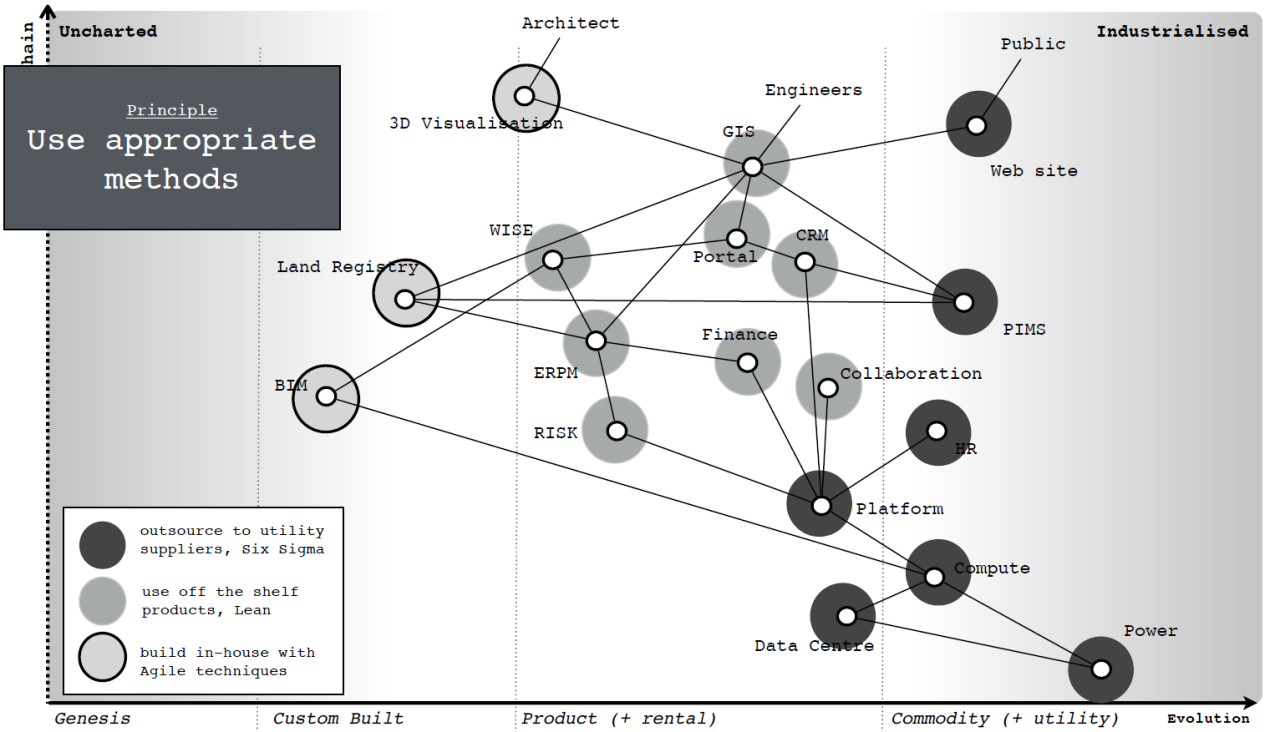 Uncharted
Industrialised
hain
Principle
Use appropriate
methods
Architect
Public
Engineers
3D Visualisation
GIS
Web site
WISE
CRM
Portal
Land Registry
PIMS
Finance
ERPM
Collaboration
BIM
RISK
HR
Platform
Compute
Data Centre
Power
outsource to utility
suppliers, Six Sigma
use off the shelf
products, Lean
build in-house with
Agile techniques
Genesis
Custom Built
Product (+ rental)
Commodity (+ utility)
Evolution